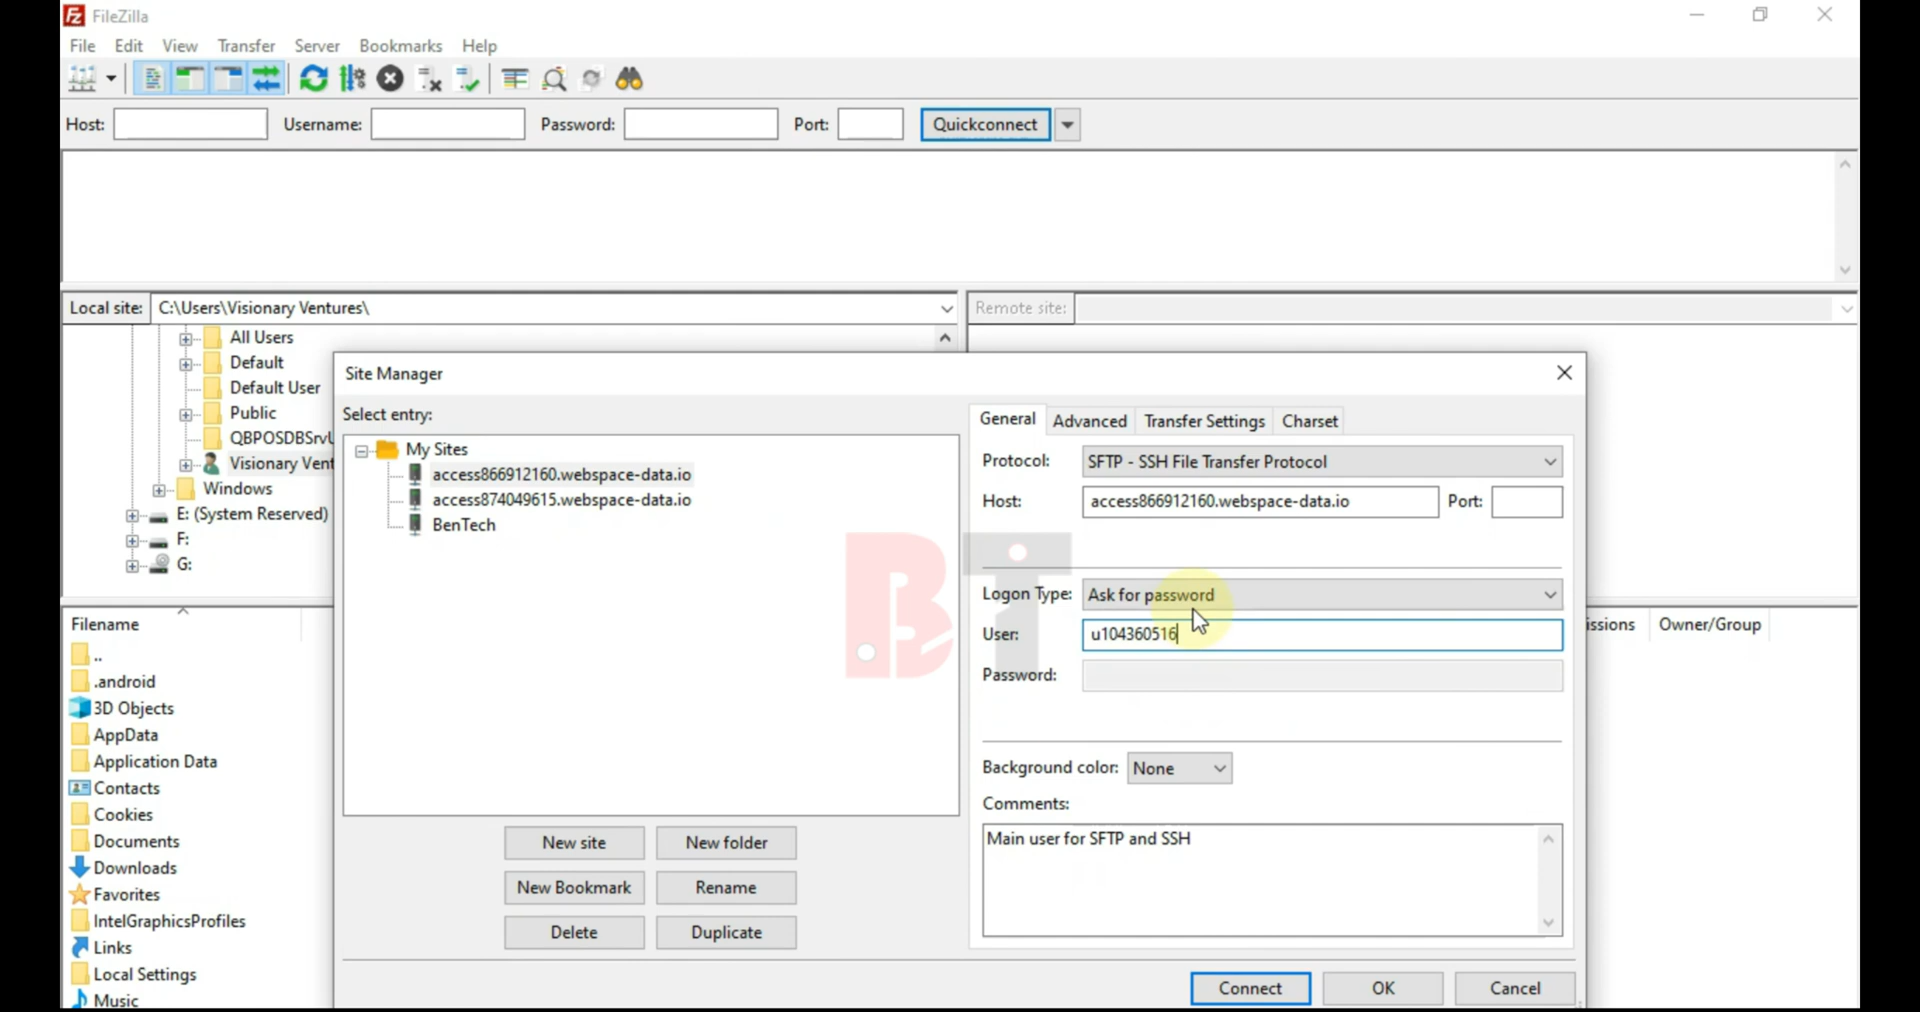 FileZilla
File Edit View Transfer Server Bookmarks Help
Host: Username: Password: Port: Quickconnect
Local site: C:\Users\Visionary Ventures\
Remote site:
All Users
Default
Default User
Public
QBPOSDBSrvU
Visionary Vent
Windows
E: (System Reserved)
F:
G:
Filename
..
.android
3D Objects
AppData
Application Data
Contacts
Cookies
Documents
Downloads
Favorites
IntelGraphicsProfiles
Links
Local Settings
Music
Site Manager
Select entry:
My Sites
access866912160.webspace-data.io
access874049615.webspace-data.io
BenTech
New site New folder
New Bookmark Rename
Delete Duplicate
General Advanced Transfer Settings Charset
Protocol: SFTP - SSH File Transfer Protocol
Host: access866912160.webspace-data.io Port:
Logon Type: Ask for password
User: u104360516
Password:
Background color: None
Comments:
Main user for SFTP and SSH
Connect OK Cancel
issions Owner/Group
BT